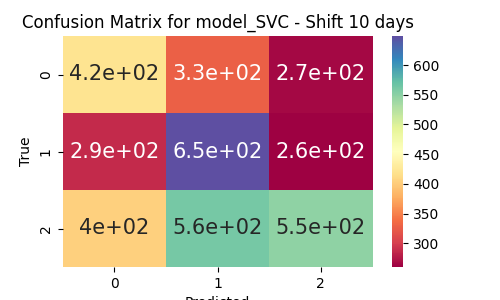 Confusion Matrix for model_SVC - Shift 10 days
True
0 4.2e+02 3.3e+02 2.7e+02
1 2.9e+02 6.5e+02 2.6e+02
2 4e+02 5.6e+02 5.5e+02
0 1 2
Predicted
600
550
500
450
400
350
300